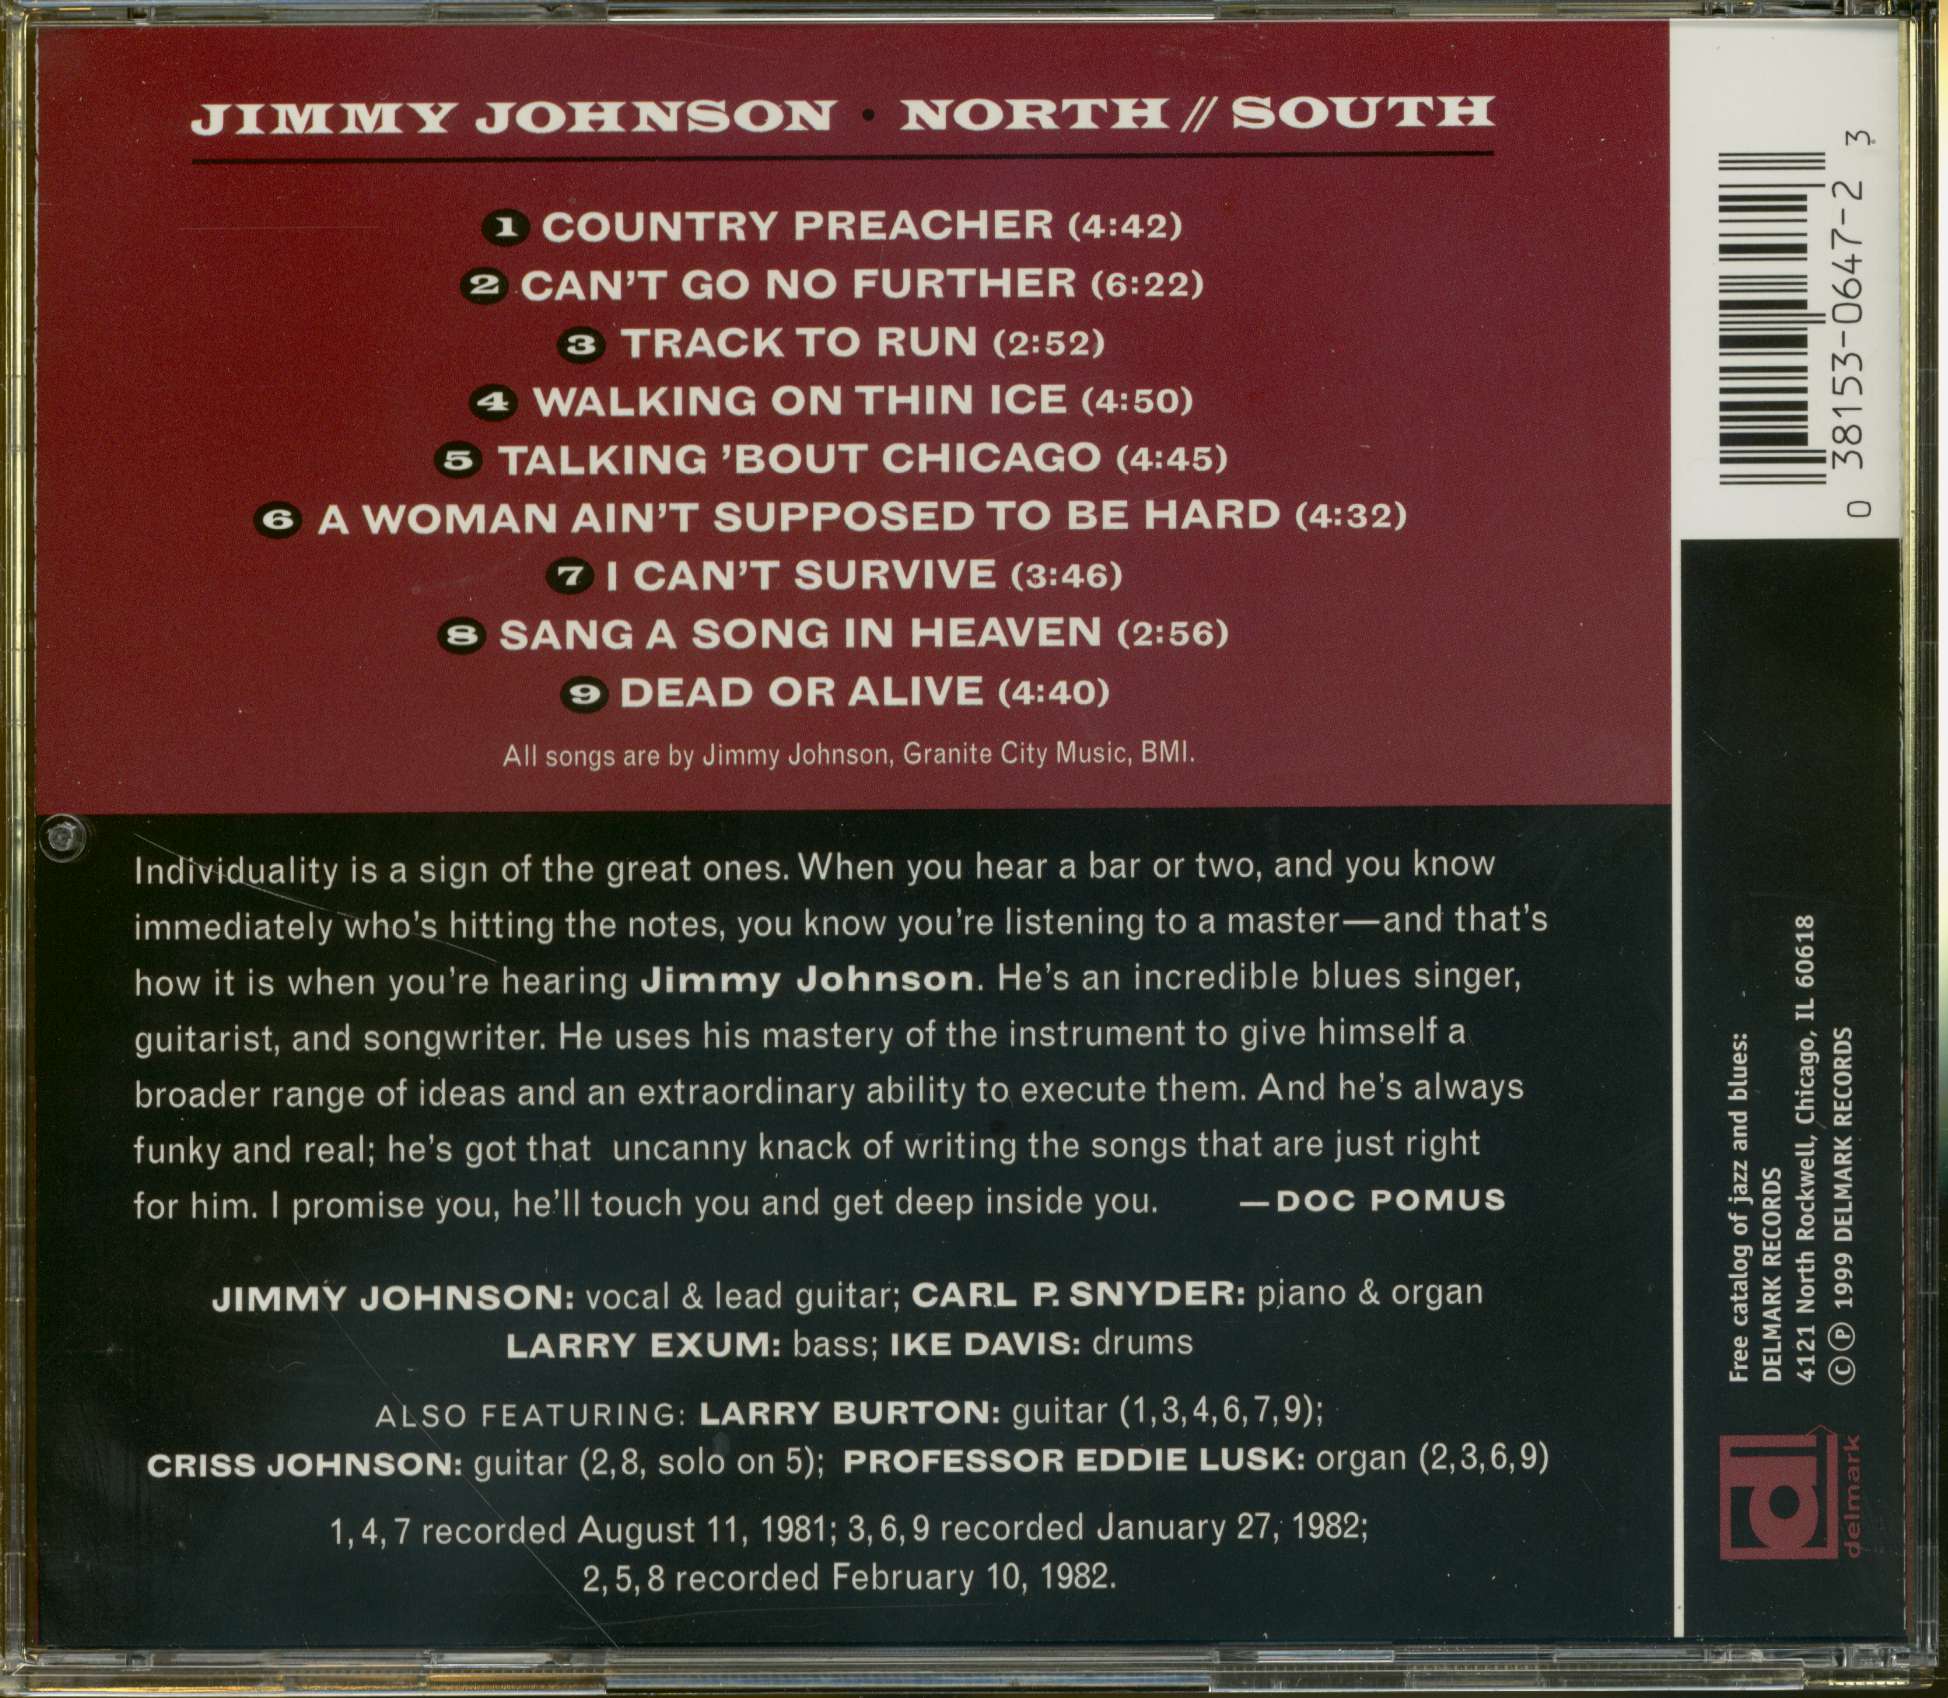 JIMMY JOHNSON • NORTH // SOUTH
1 COUNTRY PREACHER (4:42)
2 CAN'T GO NO FURTHER (6:22)
3 TRACK TO RUN (2:52)
4 WALKING ON THIN ICE (4:50)
5 TALKING 'BOUT CHICAGO (4:45)
6 A WOMAN AIN'T SUPPOSED TO BE HARD (4:32)
7 I CAN'T SURVIVE (3:46)
8 SANG A SONG IN HEAVEN (2:56)
9 DEAD OR ALIVE (4:40)
All songs are by Jimmy Johnson, Granite City Music, BMI.
Individuality is a sign of the great ones. When you hear a bar or two, and you know
immediately who's hitting the notes, you know you're listening to a master—and that's
how it is when you're hearing Jimmy Johnson. He's an incredible blues singer,
guitarist, and songwriter. He uses his mastery of the instrument to give himself a
broader range of ideas and an extraordinary ability to execute them. And he's always
funky and real; he's got that uncanny knack of writing the songs that are just right
for him. I promise you, he'll touch you and get deep inside you. —DOC POMUS
JIMMY JOHNSON: vocal & lead guitar; CARL P. SNYDER: piano & organ
LARRY EXUM: bass; IKE DAVIS: drums
ALSO FEATURING: LARRY BURTON: guitar (1,3,4,6,7,9);
CRISS JOHNSON: guitar (2,8, solo on 5); PROFESSOR EDDIE LUSK: organ (2,3,6,9)
1, 4, 7 recorded August 11, 1981; 3, 6, 9 recorded January 27, 1982;
2, 5, 8 recorded February 10, 1982.
0 38153-0647-2 3
Free catalog of jazz and blues:
DELMARK RECORDS
4121 North Rockwell, Chicago, IL 60618
©℗ 1999 DELMARK RECORDS
delmark